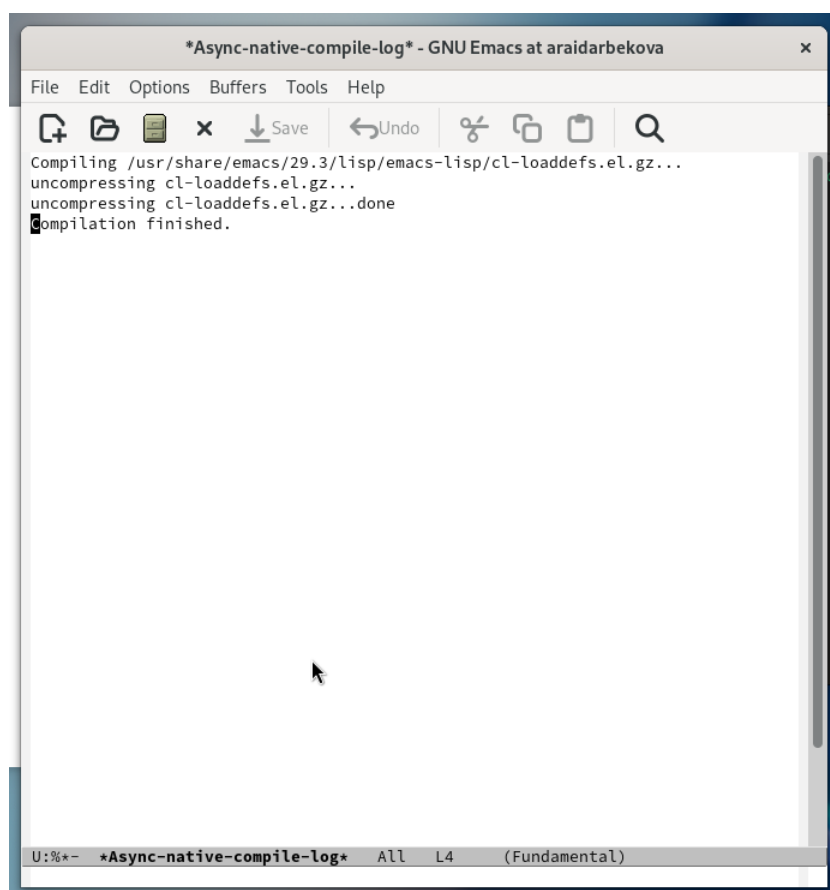 *Async-native-compile-log* - GNU Emacs at araidarbekova ×
File Edit Options Buffers Tools Help
Save Undo
Compiling /usr/share/emacs/29.3/lisp/emacs-lisp/cl-loaddefs.el.gz...
uncompressing cl-loaddefs.el.gz...
uncompressing cl-loaddefs.el.gz...done
Compilation finished.
U:%*- *Async-native-compile-log* All L4 (Fundamental)